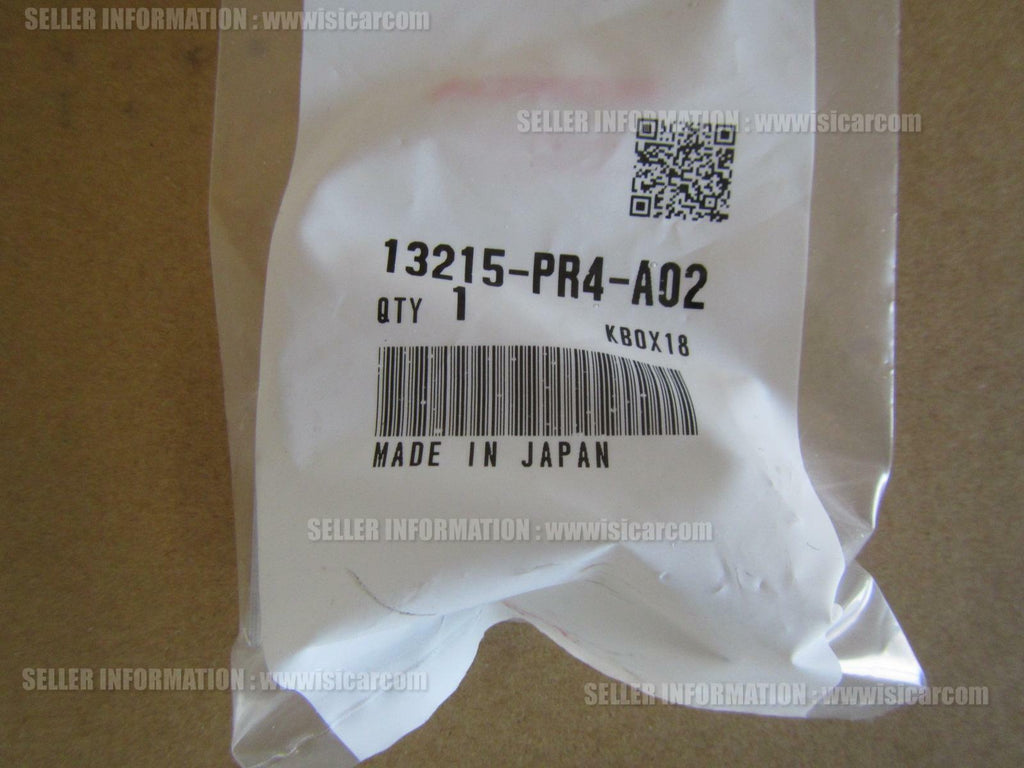 SELLER INFORMATION : wwwisicarcom
SELLER INFORMATION : wwwisicarcom
13215-PR4-A02
QTY 1
KBOX18
MADE IN JAPAN
SELLER INFORMATION : wwwisicarcom
SELLER INFORMATION : wwwisicarcom
SELLER INFORMATION : wwwisicarcom